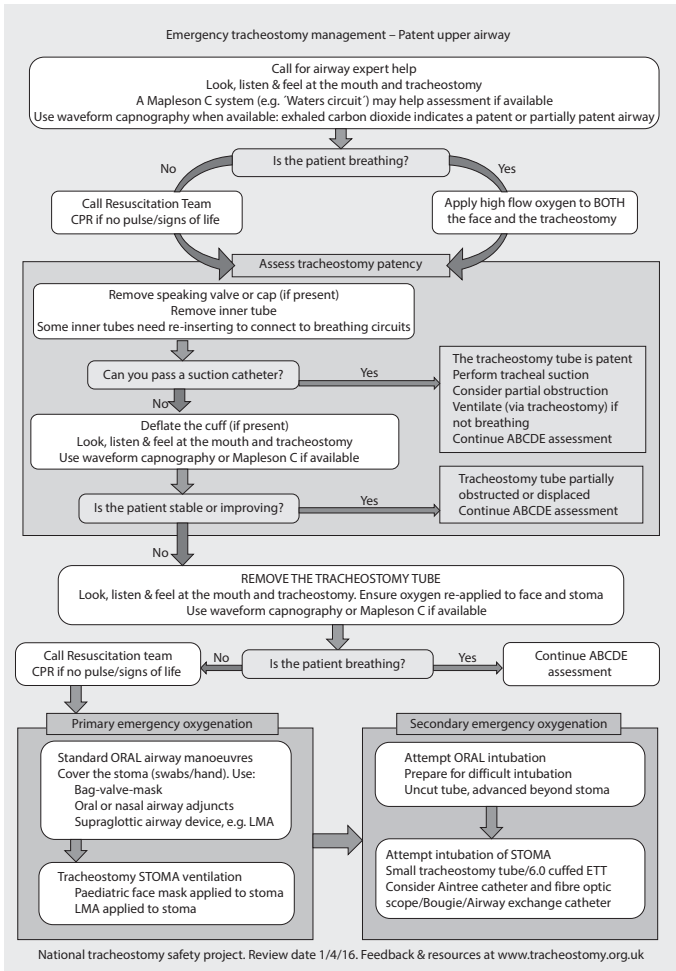 Emergency tracheostomy management – Patent upper airway
Call for airway expert help
Look, listen & feel at the mouth and tracheostomy
A Mapleson C system (e.g. ´Waters circuit´) may help assessment if available
Use waveform capnography when available: exhaled carbon dioxide indicates a patent or partially patent airway
Is the patient breathing?
No
Yes
Call Resuscitation Team
CPR if no pulse/signs of life
Apply high flow oxygen to BOTH
the face and the tracheostomy
Assess tracheostomy patency
Remove speaking valve or cap (if present)
Remove inner tube
Some inner tubes need re-inserting to connect to breathing circuits
Can you pass a suction catheter?
Yes
The tracheostomy tube is patent
Perform tracheal suction
Consider partial obstruction
Ventilate (via tracheostomy) if
not breathing
Continue ABCDE assessment
No
Deflate the cuff (if present)
Look, listen & feel at the mouth and tracheostomy
Use waveform capnography or Mapleson C if available
Is the patient stable or improving?
Yes
Tracheostomy tube partially
obstructed or displaced
Continue ABCDE assessment
No
REMOVE THE TRACHEOSTOMY TUBE
Look, listen & feel at the mouth and tracheostomy. Ensure oxygen re-applied to face and stoma
Use waveform capnography or Mapleson C if available
Call Resuscitation team
CPR if no pulse/signs of life
No
Is the patient breathing?
Yes
Continue ABCDE
assessment
Primary emergency oxygenation
Standard ORAL airway manoeuvres
Cover the stoma (swabs/hand). Use:
Bag-valve-mask
Oral or nasal airway adjuncts
Supraglottic airway device, e.g. LMA
Tracheostomy STOMA ventilation
Paediatric face mask applied to stoma
LMA applied to stoma
Secondary emergency oxygenation
Attempt ORAL intubation
Prepare for difficult intubation
Uncut tube, advanced beyond stoma
Attempt intubation of STOMA
Small tracheostomy tube/6.0 cuffed ETT
Consider Aintree catheter and fibre optic
scope/Bougie/Airway exchange catheter
National tracheostomy safety project. Review date 1/4/16. Feedback & resources at www.tracheostomy.org.uk